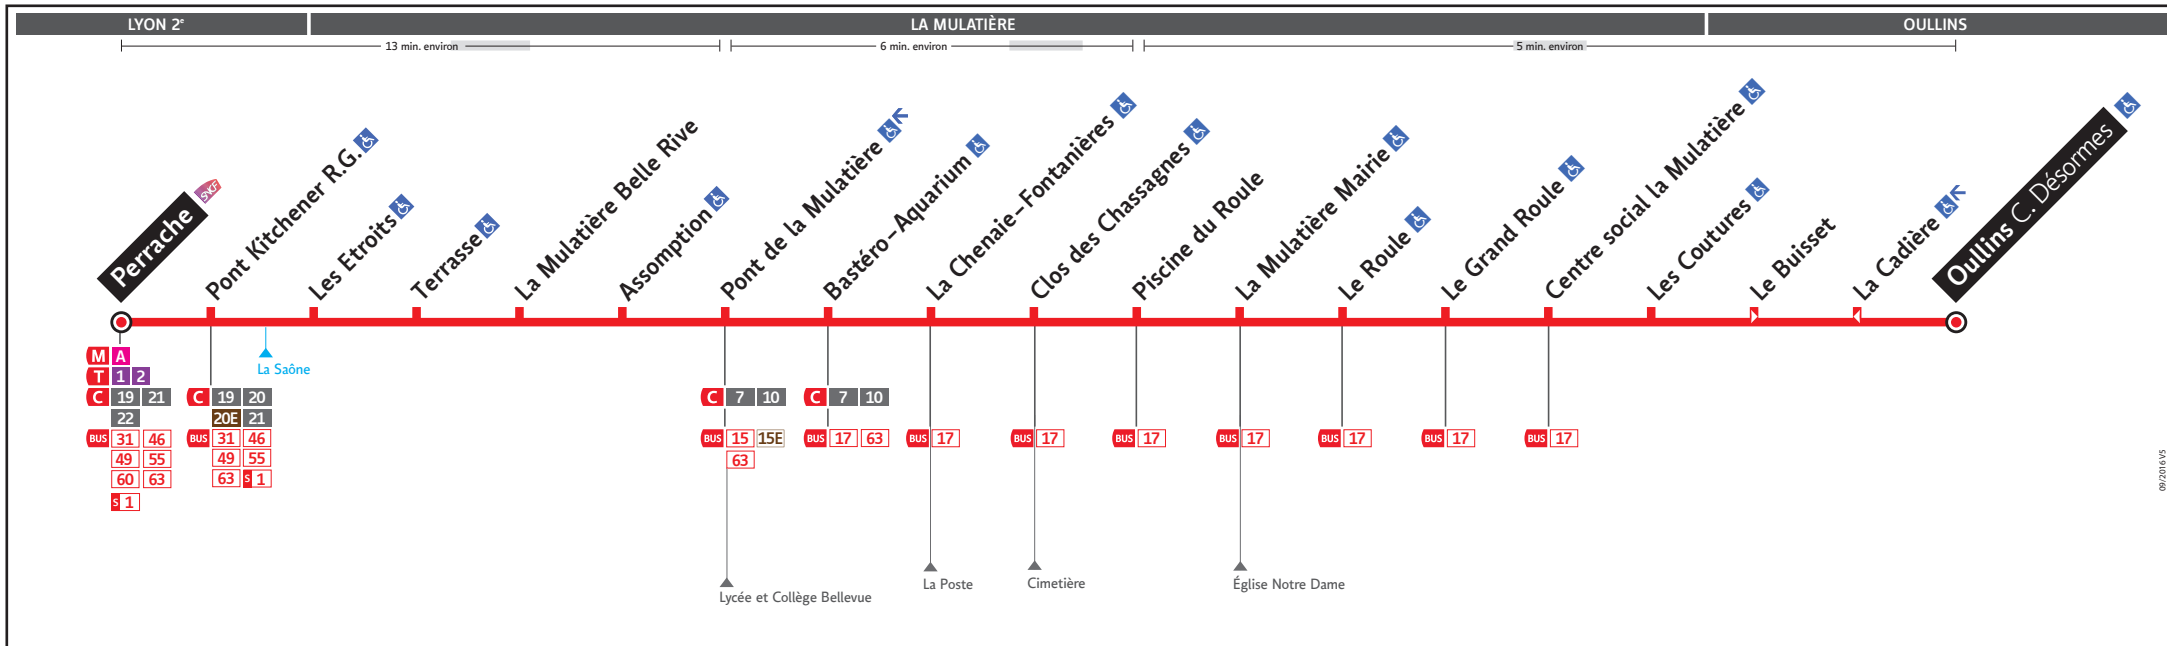 LYON 2e
LA MULATIÈRE
OULLINS
13 min. environ
6 min. environ
5 min. environ
Perrache
SNCF
Pont Kitchener R.G.
Les Etroits
Terrasse
La Mulatière Belle Rive
Assomption
Pont de la Mulatière
Bastéro–Aquarium
La Chenaie–Fontanières
Clos des Chassagnes
Piscine du Roule
La Mulatière Mairie
Le Roule
Le Grand Roule
Centre social la Mulatière
Les Coutures
Le Buisset
La Cadière
Oullins C. Désormes
M A
T 1 2
C 19 21
22
BUS 31 46
49 55
60 63
S 1
La Saône
C 19 20
20E 21
BUS 31 46
49 55
63 S 1
C 7 10
BUS 15 15E
63
Lycée et Collège Bellevue
C 7 10
BUS 17 63
BUS 17
La Poste
BUS 17
Cimetière
BUS 17
BUS 17
Église Notre Dame
BUS 17
BUS 17
BUS 17
09/2016 V5